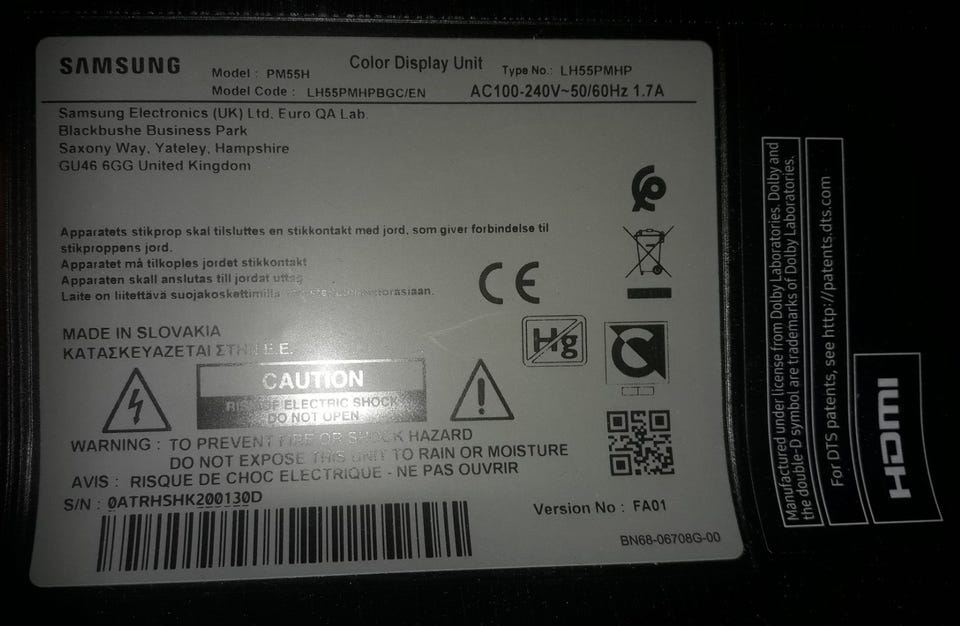 SAMSUNG
Color Display Unit
Model : PM55H
Type No.: LH55PMHP
Model Code : LH55PMHPBGC/EN
AC100-240V~50/60Hz 1.7A
Samsung Electronics (UK) Ltd. Euro QA Lab.
Blackbushe Business Park
Saxony Way, Yateley, Hampshire
GU46 6GG United Kingdom
Apparatets stikprop skal tilsluttes en stikkontakt med jord, som giver forbindelse til
stikproppens jord.
Apparatet må tilkoples jordet stikkontakt
Apparaten skall anslutas till jordat uttag
Laite on liitettävä suojakoskettimilla
CE
MADE IN SLOVAKIA
ΚΑΤΑΣΚΕΥΑΖΕΤΑΙ ΣΤΗΝ Ε.Ε.
Hg
CAUTION
RISK OF ELECTRIC SHOCK
DO NOT OPEN
WARNING : TO PREVENT FIRE OR SHOCK HAZARD
DO NOT EXPOSE THIS UNIT TO RAIN OR MOISTURE
AVIS : RISQUE DE CHOC ELECTRIQUE - NE PAS OUVRIR
S/N : 0ATRHSHK200130D
Version No : FA01
BN68-06708G-00
Manufactured under license from Dolby Laboratories. Dolby and
the double-D symbol are trademarks of Dolby Laboratories.
For DTS patents, see http://patents.dts.com
HDMI